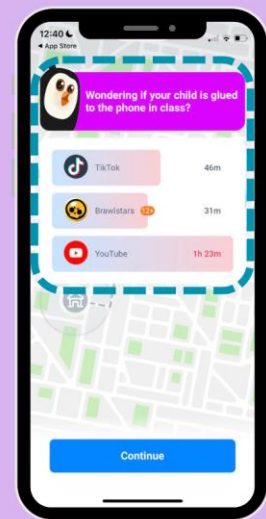 12:40
◀ App Store
Wondering if your child is glued
to the phone in class?
TikTok 46m
Brawlstars 12+ 31m
YouTube 1h 23m
Continue